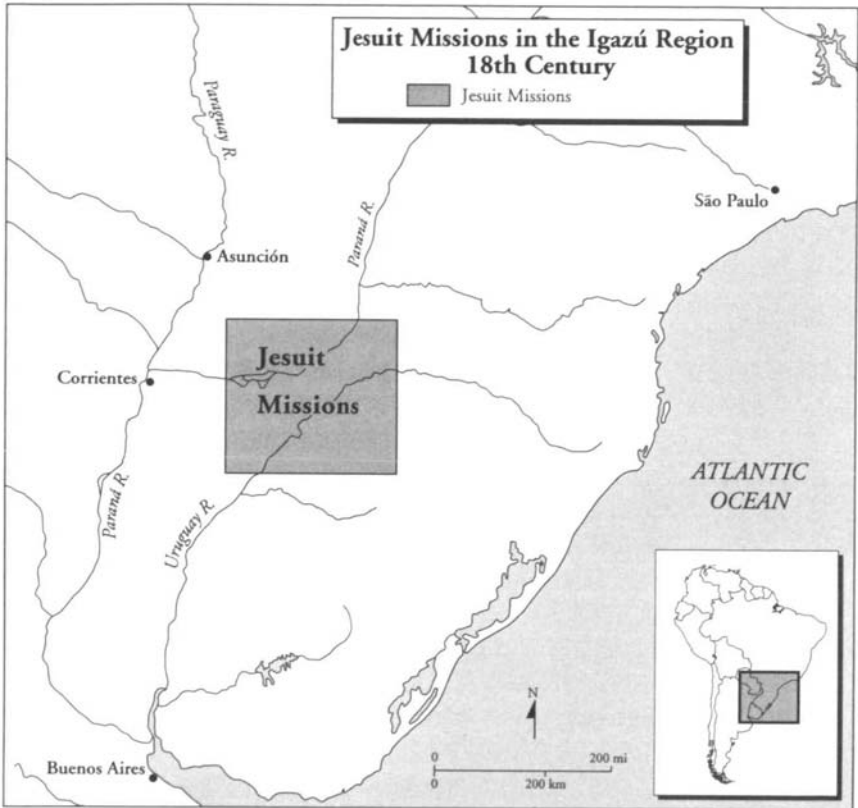 Jesuit Missions in the Igazú Region
18th Century
Jesuit Missions
Paraguay R.
Paraná R.
São Paulo
Asunción
Jesuit
Corrientes
Missions
ATLANTIC
OCEAN
Paraná R.
Uruguay R.
N
Buenos Aires
0 200 mi
0 200 km